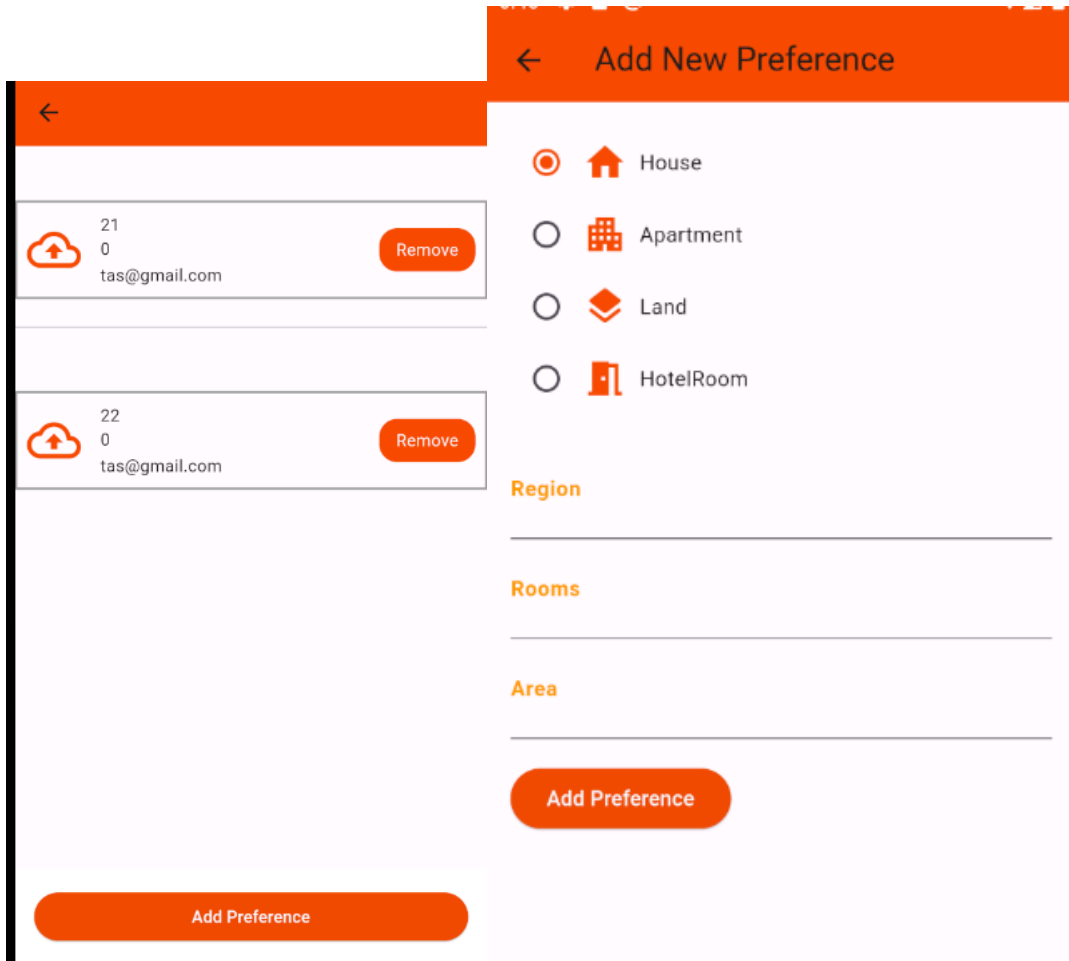 21
0
tas@gmail.com
Remove
22
0
tas@gmail.com
Remove
Add Preference
Add New Preference
House
Apartment
Land
HotelRoom
Region
Rooms
Area
Add Preference